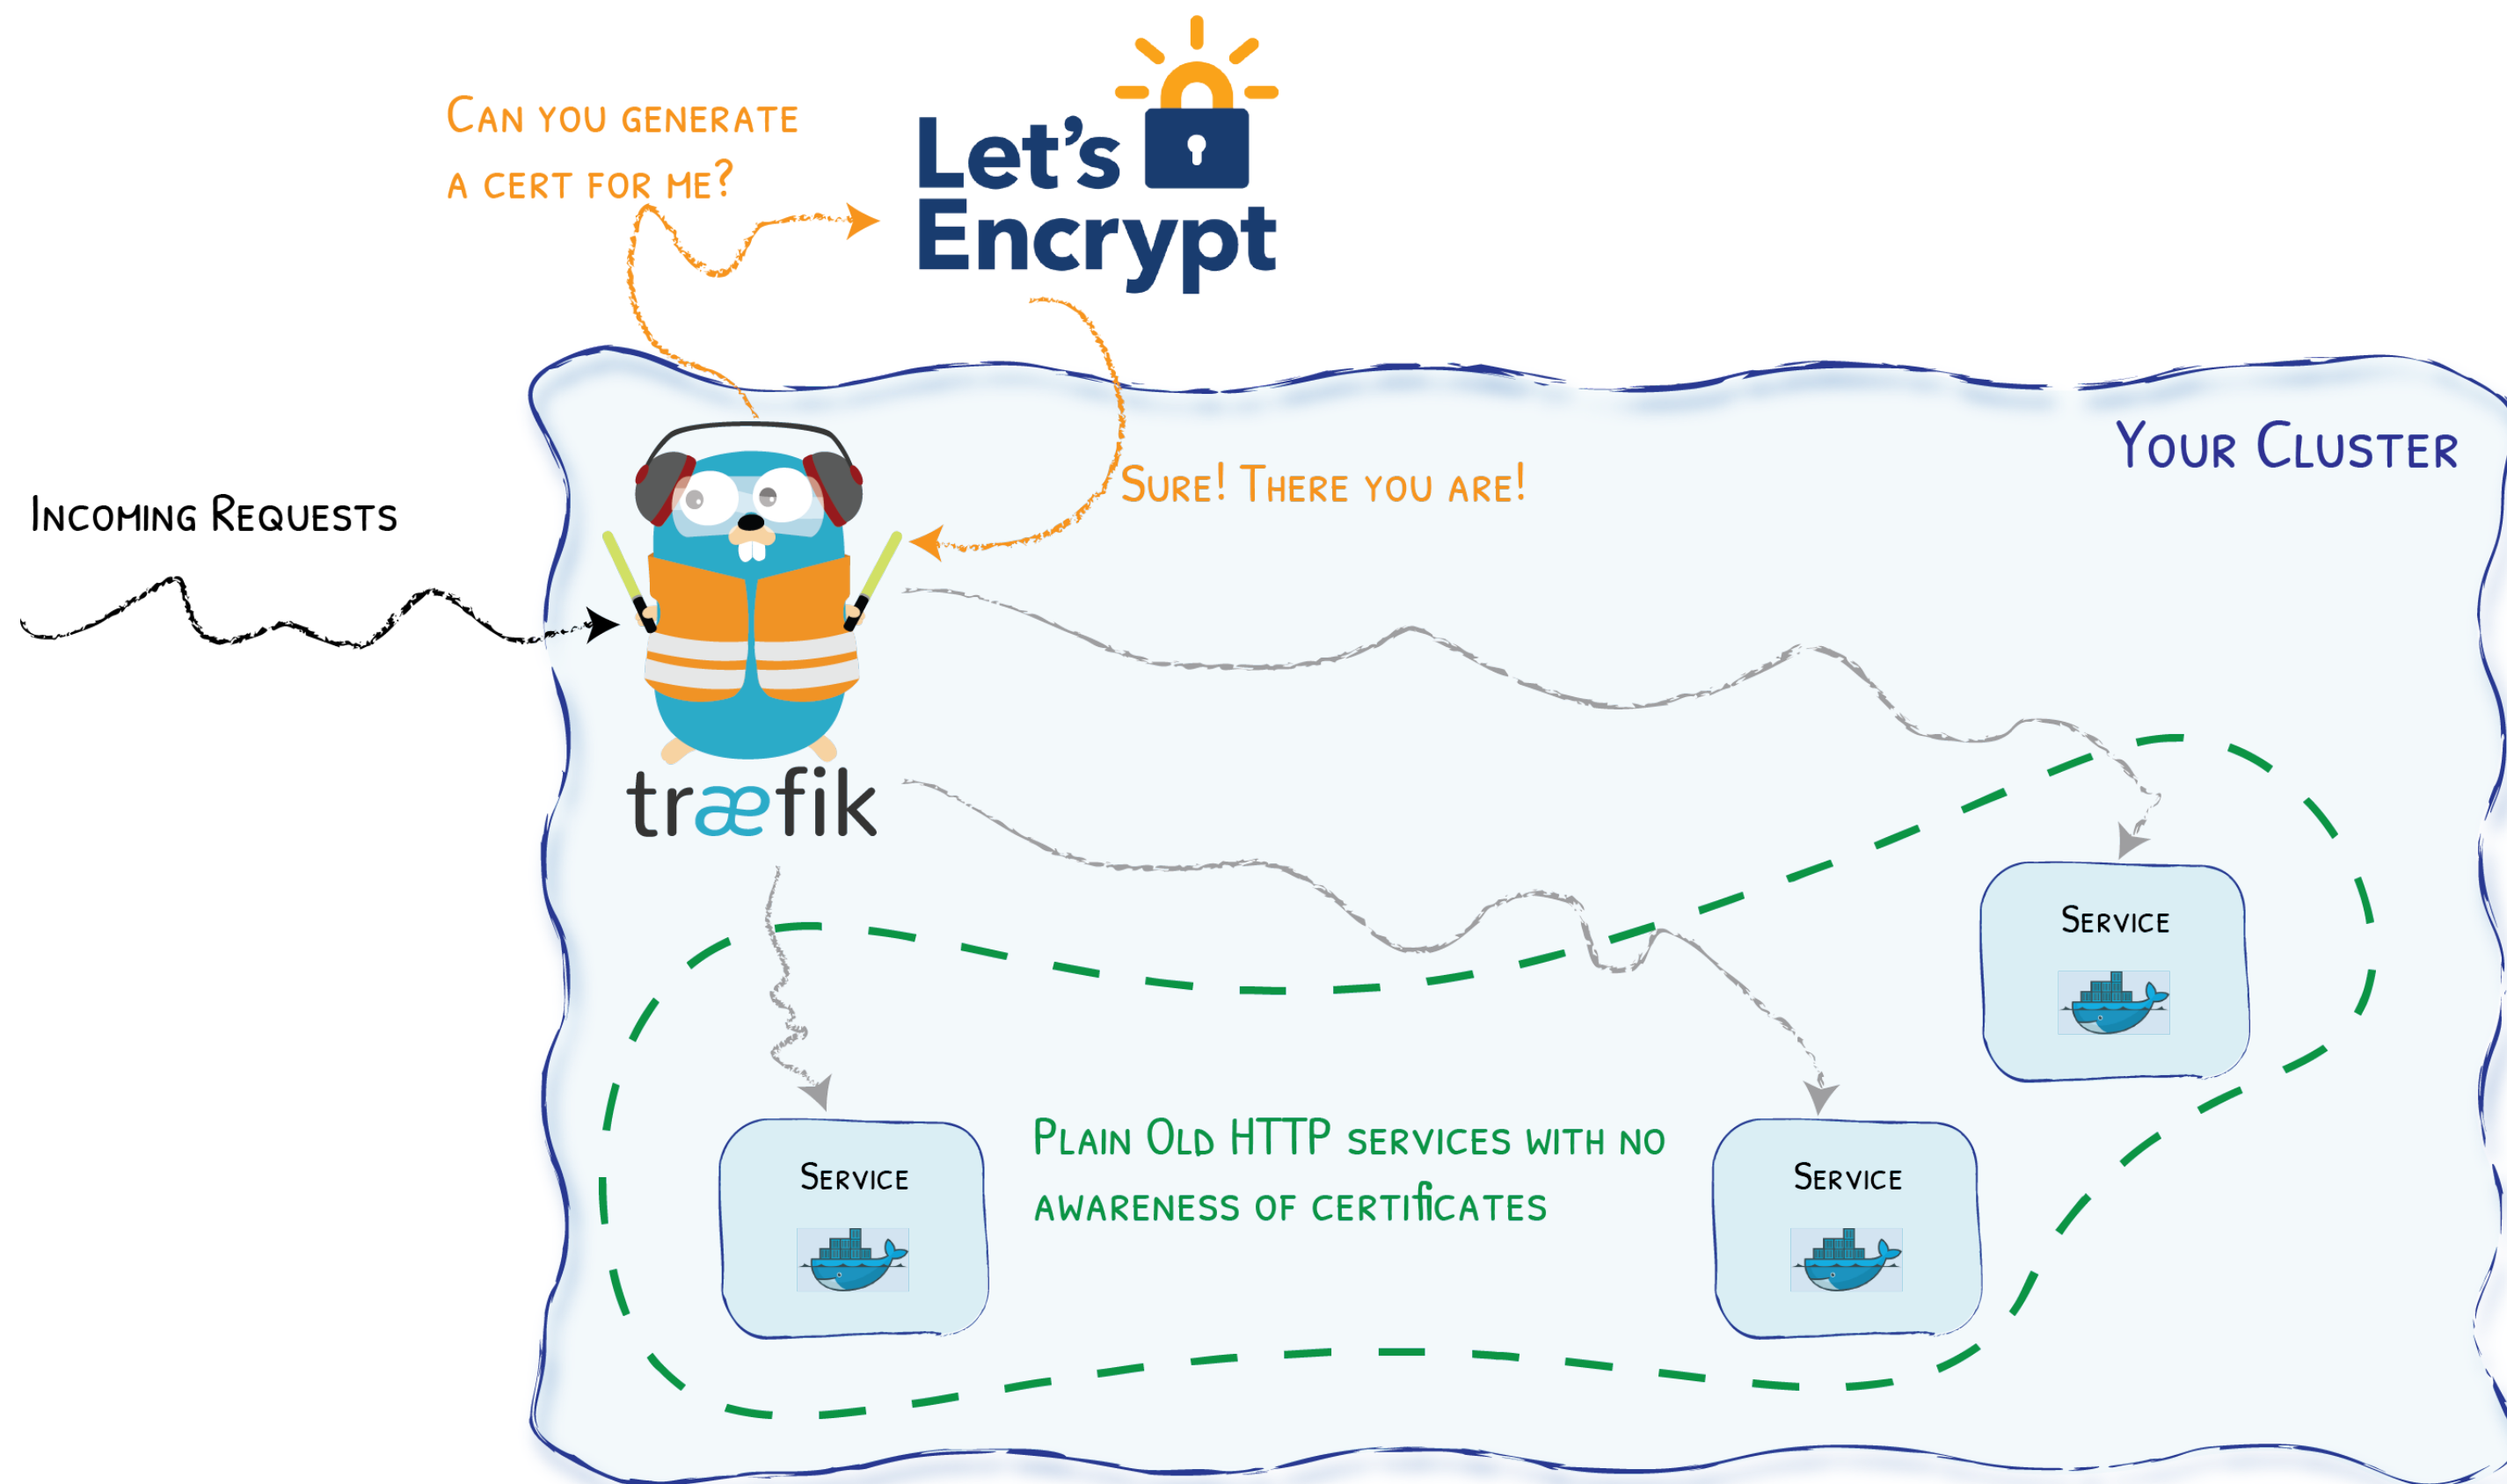 Can you generate
a cert for me?
Let's
Encrypt
Your Cluster
Sure! There you are!
Incoming Requests
træfik
Service
Plain Old HTTP services with no
awareness of certificates
Service
Service